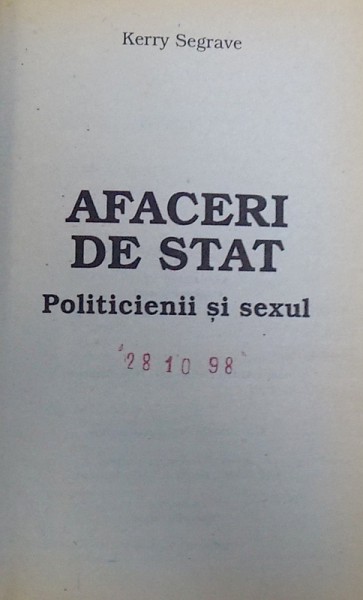 Kerry Segrave
AFACERI
DE STAT
Politicienii și sexul
28 10 98